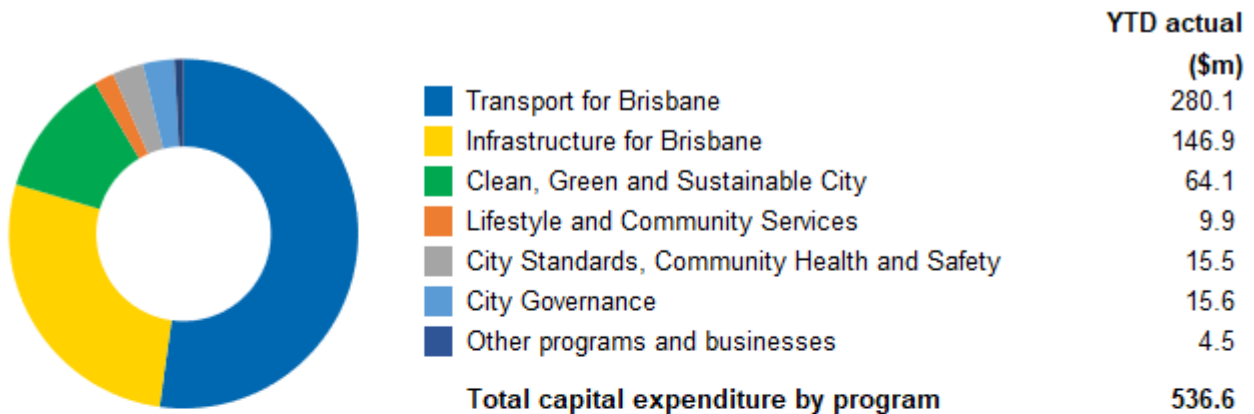 YTD actual
($m)
Transport for Brisbane 280.1
Infrastructure for Brisbane 146.9
Clean, Green and Sustainable City 64.1
Lifestyle and Community Services 9.9
City Standards, Community Health and Safety 15.5
City Governance 15.6
Other programs and businesses 4.5
Total capital expenditure by program 536.6